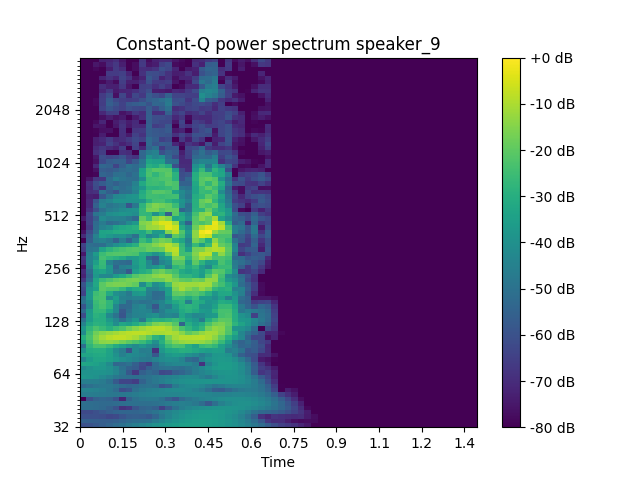 Constant-Q power spectrum speaker_9
Hz
2048
1024
512
256
128
64
32
0 0.15 0.3 0.45 0.6 0.75 0.9 1.1 1.2 1.4
Time
+0 dB
-10 dB
-20 dB
-30 dB
-40 dB
-50 dB
-60 dB
-70 dB
-80 dB